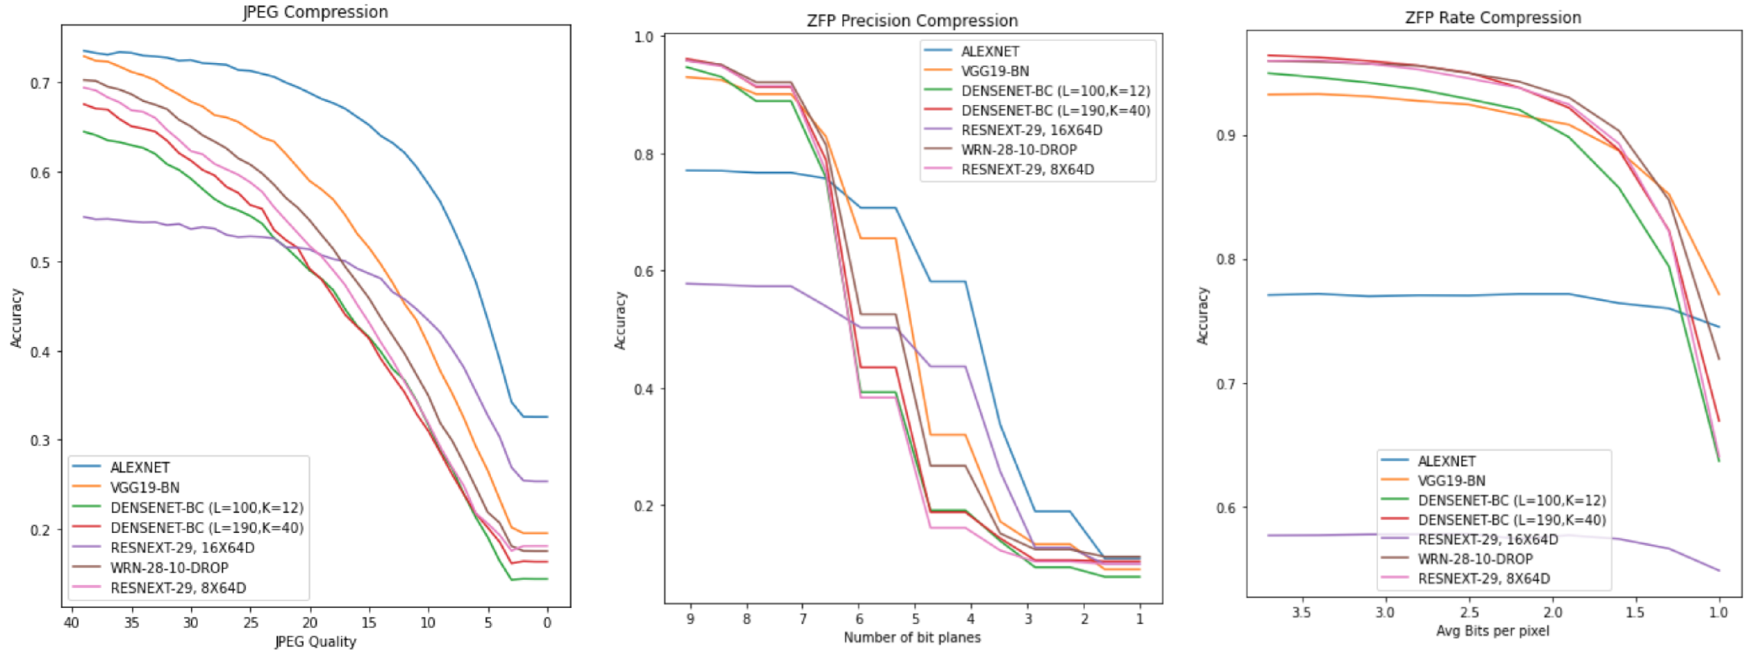 JPEG Compression
Accuracy
0.7
0.6
0.5
0.4
0.3
0.2
ALEXNET
VGG19-BN
DENSENET-BC (L=100,K=12)
DENSENET-BC (L=190,K=40)
RESNEXT-29, 16X64D
WRN-28-10-DROP
RESNEXT-29, 8X64D
40 35 30 25 20 15 10 5 0
JPEG Quality
ZFP Precision Compression
Accuracy
1.0
0.8
0.6
0.4
0.2
ALEXNET
VGG19-BN
DENSENET-BC (L=100,K=12)
DENSENET-BC (L=190,K=40)
RESNEXT-29, 16X64D
WRN-28-10-DROP
RESNEXT-29, 8X64D
9 8 7 6 5 4 3 2 1
Number of bit planes
ZFP Rate Compression
Accuracy
0.9
0.8
0.7
0.6
ALEXNET
VGG19-BN
DENSENET-BC (L=100,K=12)
DENSENET-BC (L=190,K=40)
RESNEXT-29, 16X64D
WRN-28-10-DROP
RESNEXT-29, 8X64D
3.5 3.0 2.5 2.0 1.5 1.0
Avg Bits per pixel